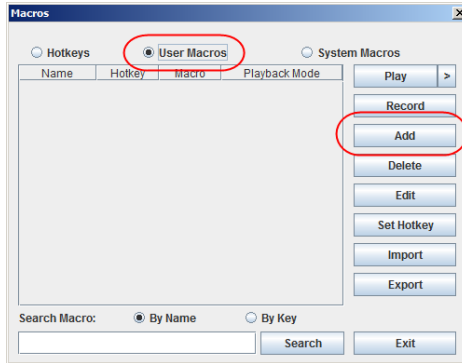 Macros
Hotkeys User Macros System Macros
Name Hotkey Macro Playback Mode
Play >
Record
Add
Delete
Edit
Set Hotkey
Import
Export
Search Macro: By Name By Key
Search Exit